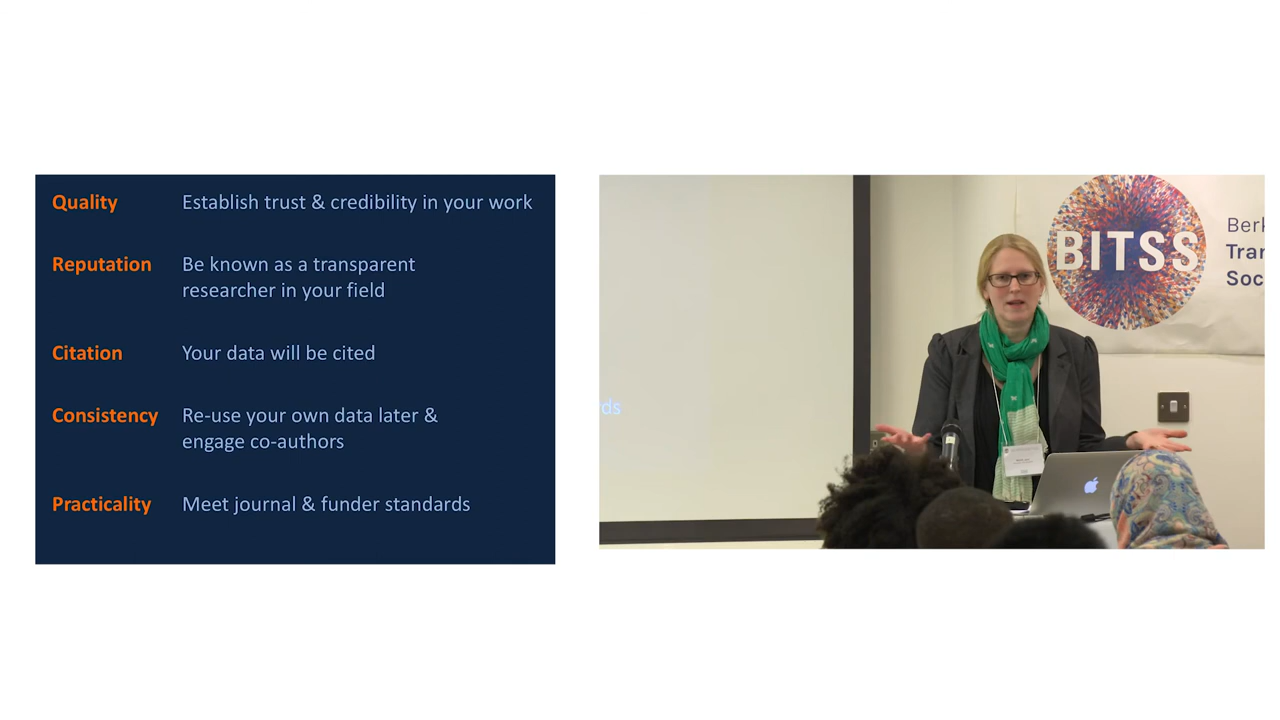 Quality Establish trust & credibility in your work
Reputation Be known as a transparent
researcher in your field
Citation Your data will be cited
Consistency Re-use your own data later &
engage co-authors
Practicality Meet journal & funder standards
ds
BITSS
Berk
Tran
Soc